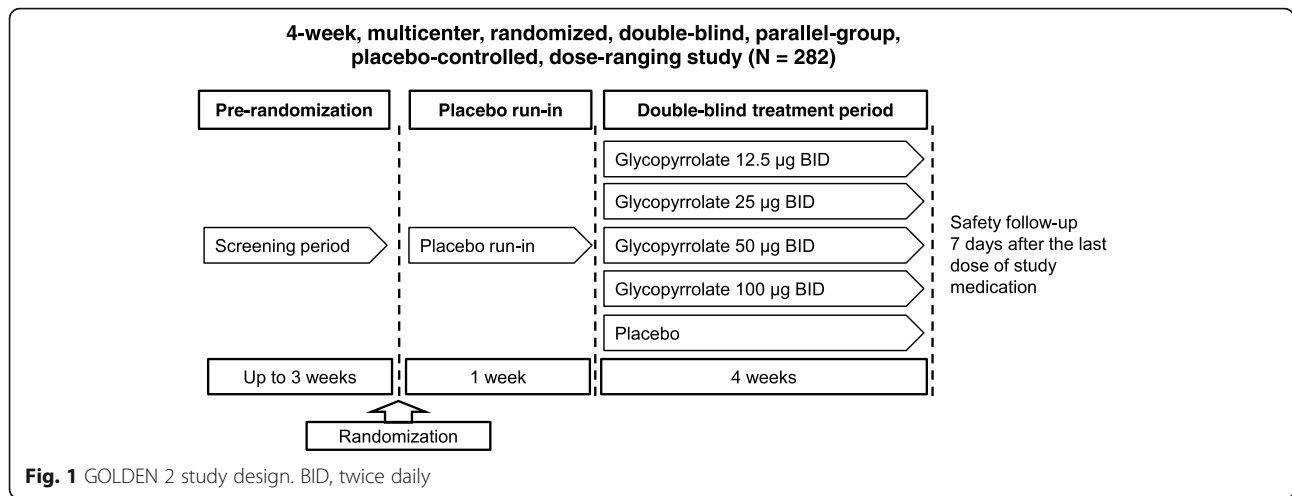 4-week, multicenter, randomized, double-blind, parallel-group,
placebo-controlled, dose-ranging study (N = 282)
Pre-randomization
Placebo run-in
Double-blind treatment period
Glycopyrrolate 12.5 µg BID
Glycopyrrolate 25 µg BID
Screening period
Placebo run-in
Glycopyrrolate 50 µg BID
Glycopyrrolate 100 µg BID
Placebo
Safety follow-up
7 days after the last
dose of study
medication
Up to 3 weeks
1 week
4 weeks
Randomization
Fig. 1 GOLDEN 2 study design. BID, twice daily